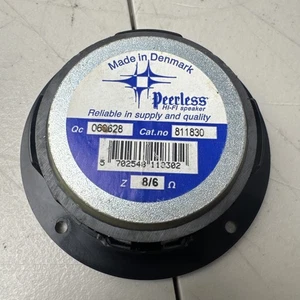 Made in Denmark
Peerless®
HI-FI speaker
Reliable in supply and quality
Qc Cat.no 811830
5 702548 110302
Z 8/6 Ω